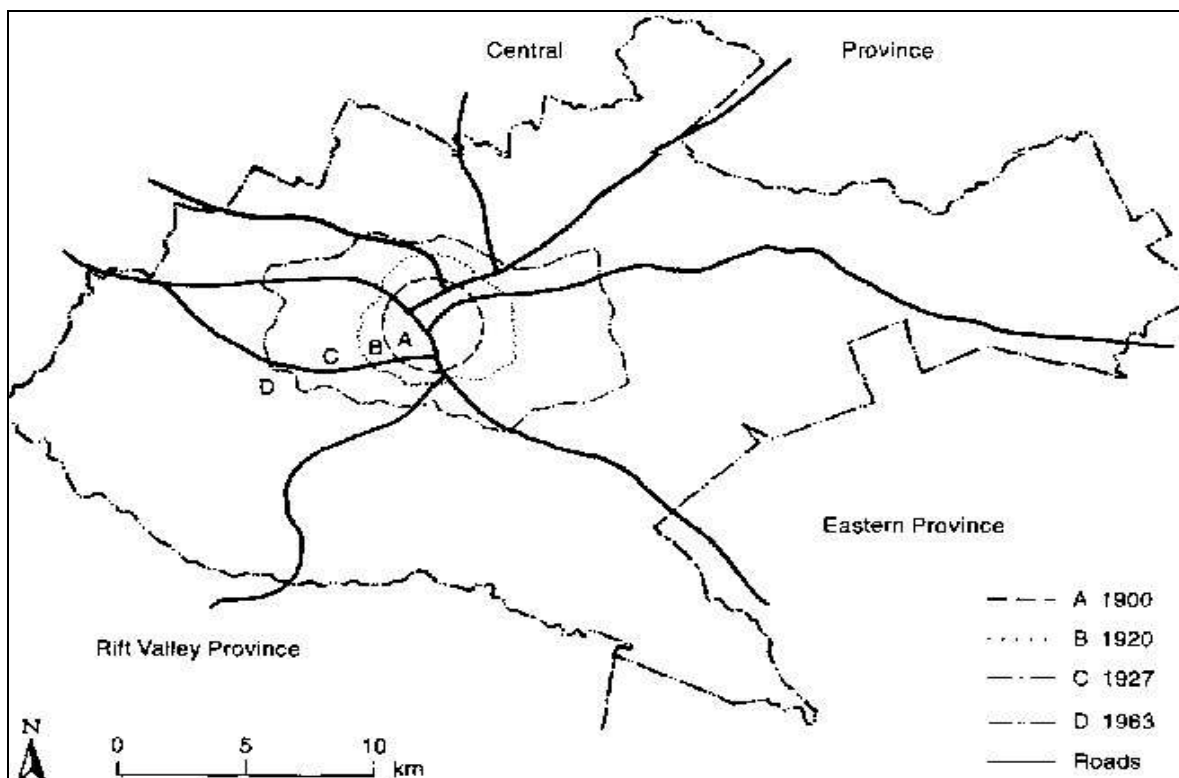 Central Province
A
B
C
D
Eastern Province
Rift Valley Province
A 1900
B 1920
C 1927
D 1963
Roads
N
0 5 10
km